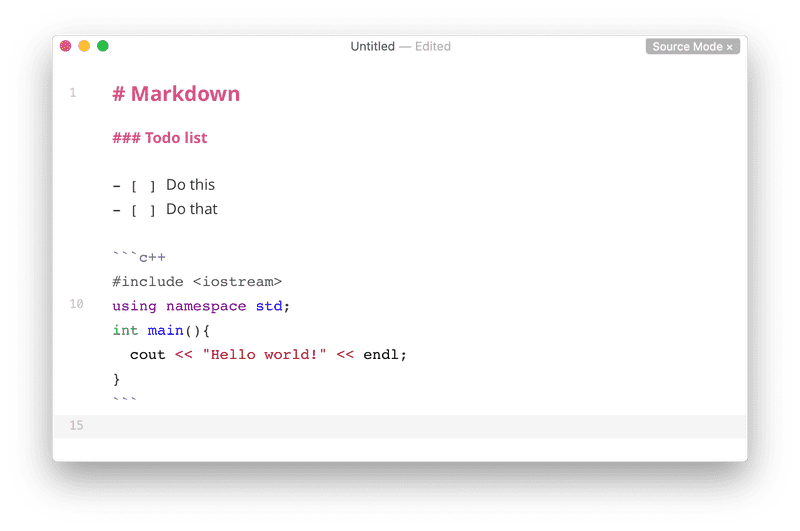 Untitled — Edited
Source Mode ×
1 # Markdown
### Todo list
- [ ] Do this
- [ ] Do that
```c++
#include <iostream>
10 using namespace std;
int main(){
  cout << "Hello world!" << endl;
}
```
15